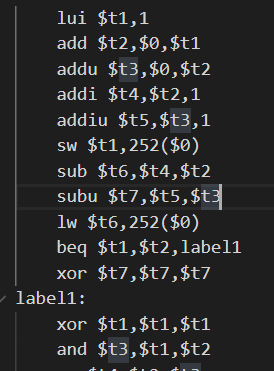 lui $t1,1
add $t2,$0,$t1
addu $t3,$0,$t2
addi $t4,$t2,1
addiu $t5,$t3,1
sw $t1,252($0)
sub $t6,$t4,$t2
subu $t7,$t5,$t3
lw $t6,252($0)
beq $t1,$t2,label1
xor $t7,$t7,$t7
label1:
xor $t1,$t1,$t1
and $t3,$t1,$t2